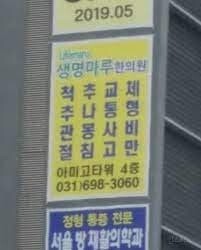 2019.05
Lifemaru
생명마루한의원
척추교체
추나통형
관봉사비
절침고만
아미고타워 4층
031)698-3060
정형 통증 전문
서울 방재활의학과